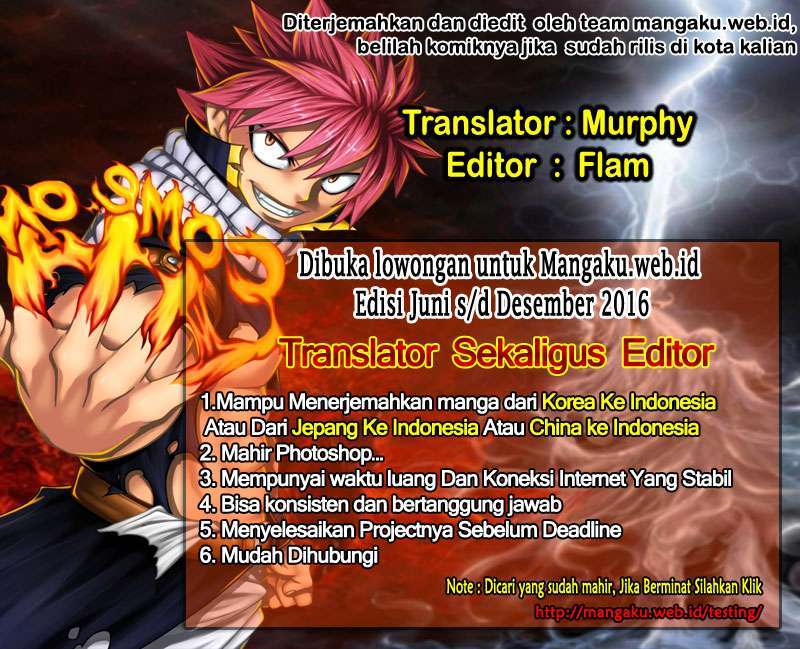 Diterjemahkan dan diedit oleh team mangaku.web.id,
belilah komiknya jika sudah rilis di kota kalian
Translator : Murphy
Editor : Flam
Dibuka lowongan untuk Mangaku.web.id
Edisi Juni s/d Desember 2016
Translator Sekaligus Editor
1.Mampu Menerjemahkan manga dari Korea Ke Indonesia
Atau Dari Jepang Ke Indonesia Atau China ke Indonesia
2. Mahir Photoshop...
3. Mempunyai waktu luang Dan Koneksi Internet Yang Stabil
4. Bisa konsisten dan bertanggung jawab
5. Menyelesaikan Projectnya Sebelum Deadline
6. Mudah Dihubungi
Note : Dicari yang sudah mahir, Jika Berminat Silahkan Klik
http://mangaku.web.id/testing/